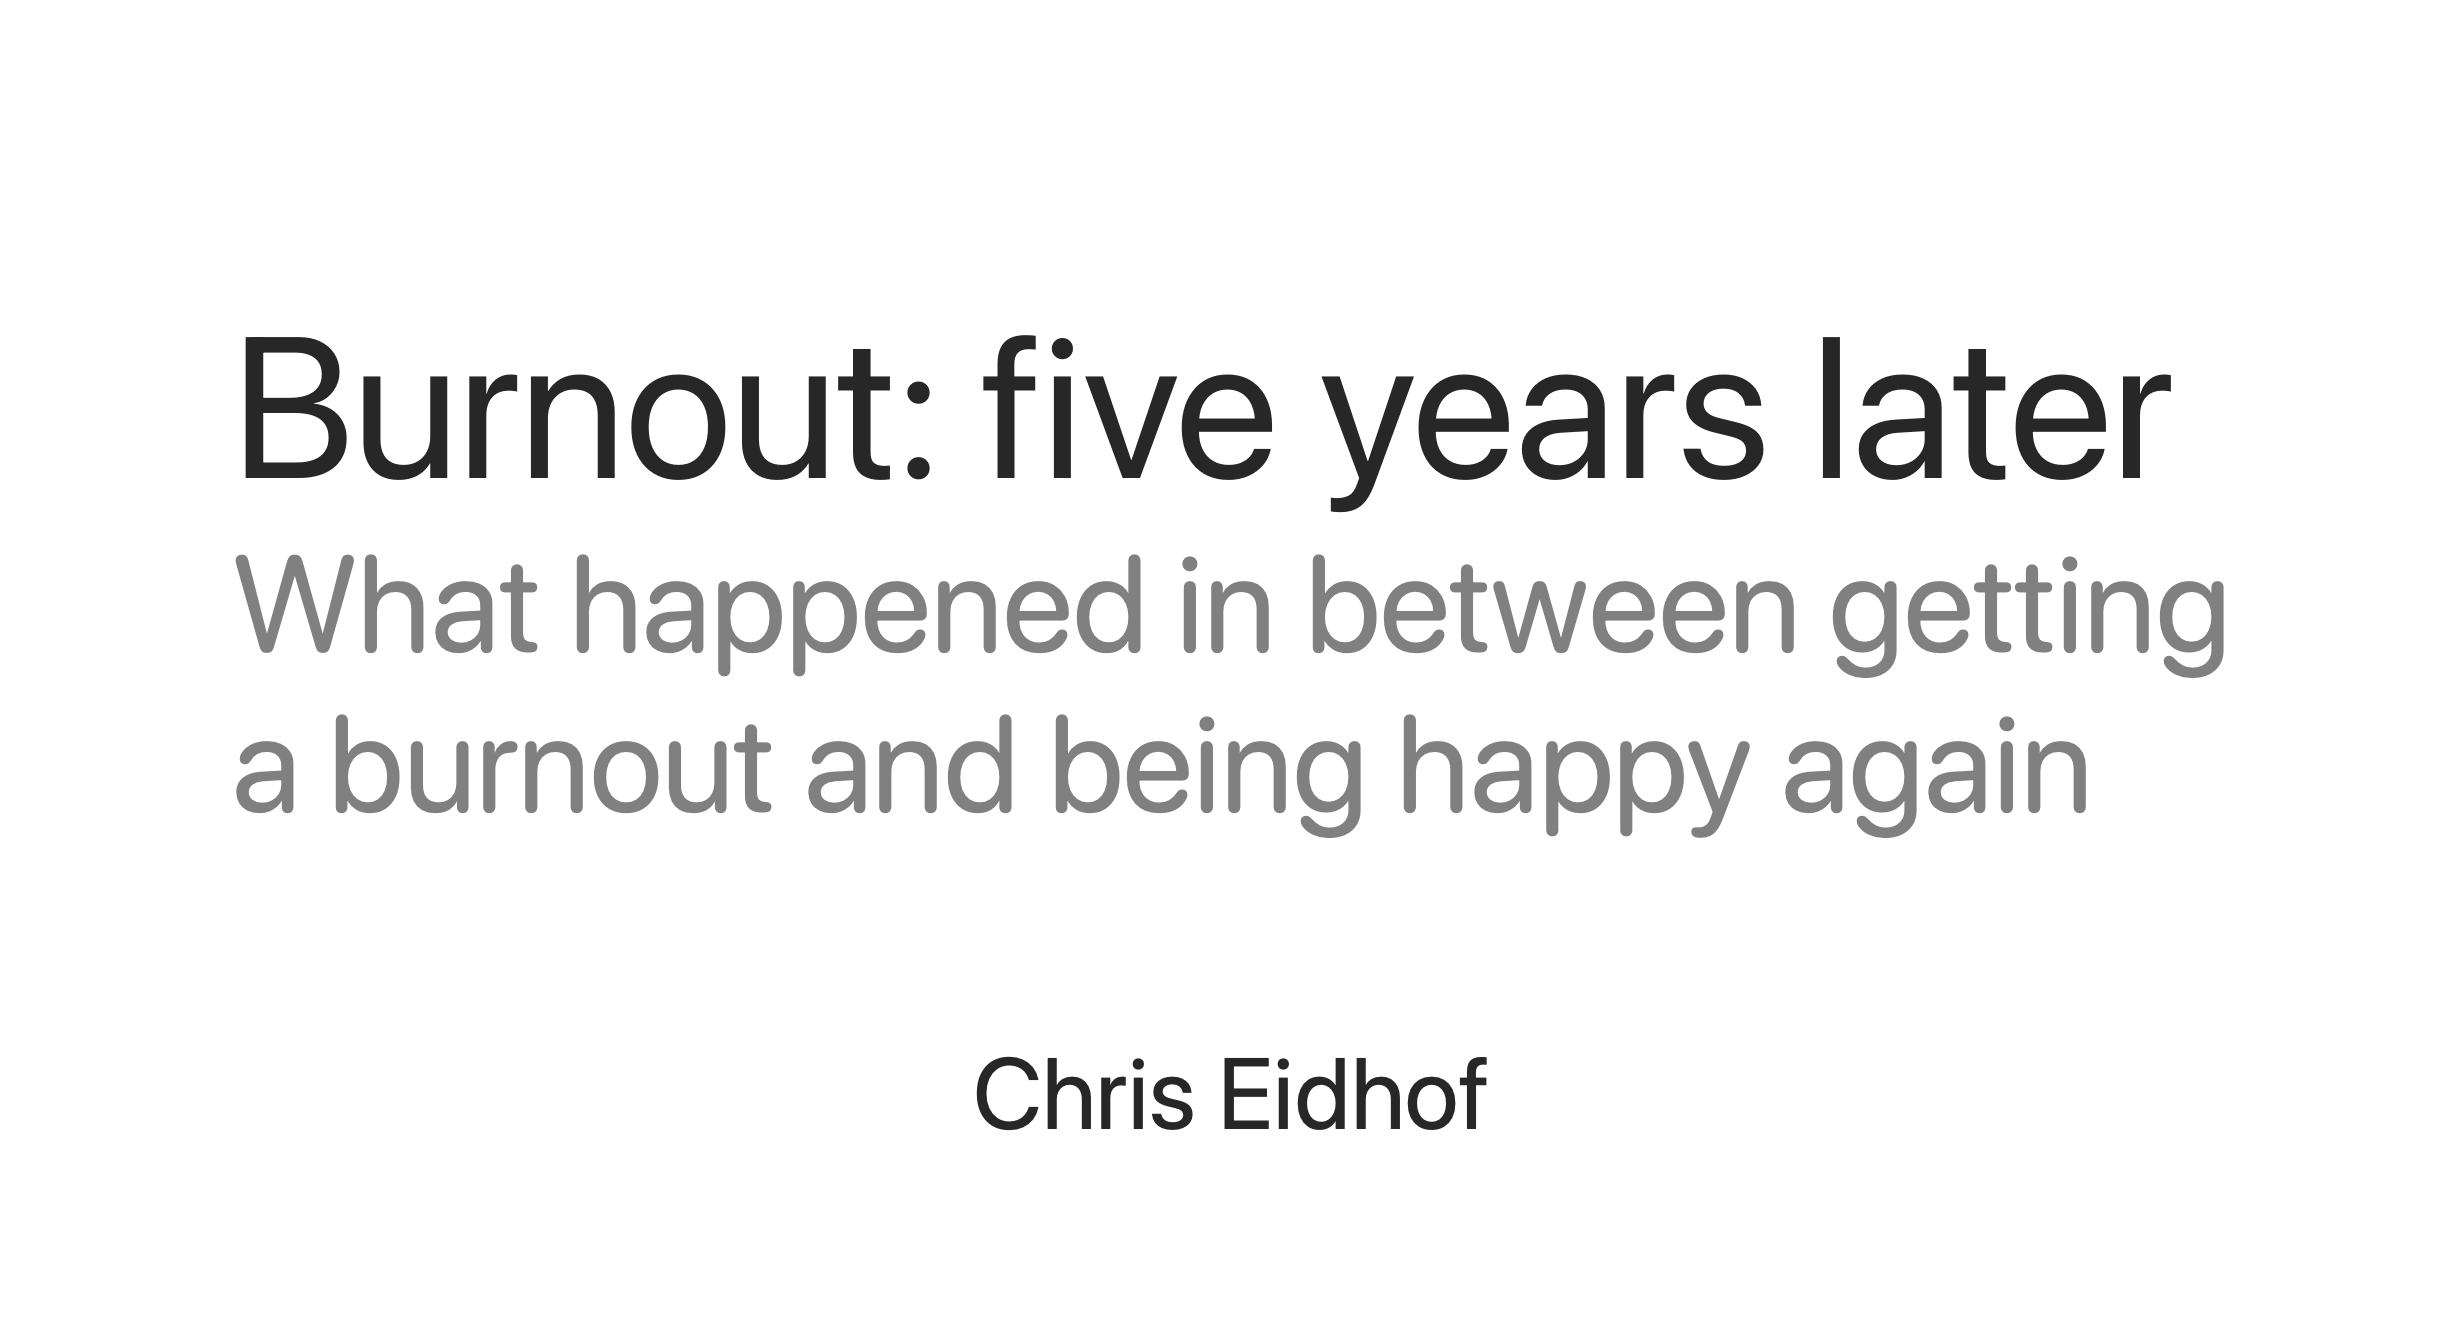 Burnout: five years later
What happened in between getting
a burnout and being happy again
Chris Eidhof